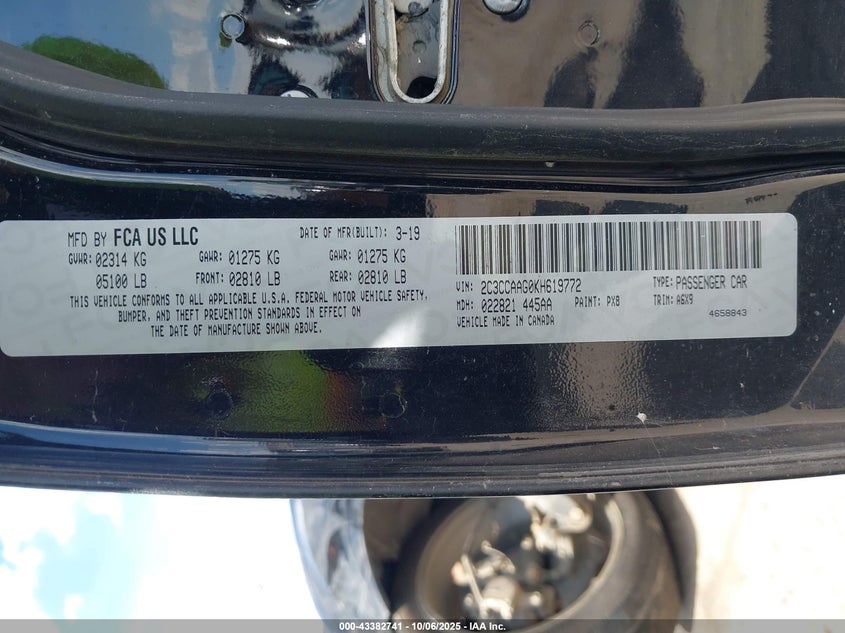 MFD BY FCA US LLC
DATE OF MFR(BUILT): 3-19
GVWR: 02314 KG GAWR: 01275 KG GAWR: 01275 KG
05100 LB FRONT: 02810 LB REAR: 02810 LB
THIS VEHICLE CONFORMS TO ALL APPLICABLE U.S.A. FEDERAL MOTOR VEHICLE SAFETY,
BUMPER, AND THEFT PREVENTION STANDARDS IN EFFECT ON
THE DATE OF MANUFACTURE SHOWN ABOVE.
VIN: 2C3CCAAG0KH619772 TYPE: PASSENGER CAR
MDH: 022821 445AA PAINT: PX8 TRIM: A6X9
VEHICLE MADE IN CANADA 4658843
000-43382741 - 10/06/2025 - IAA Inc.